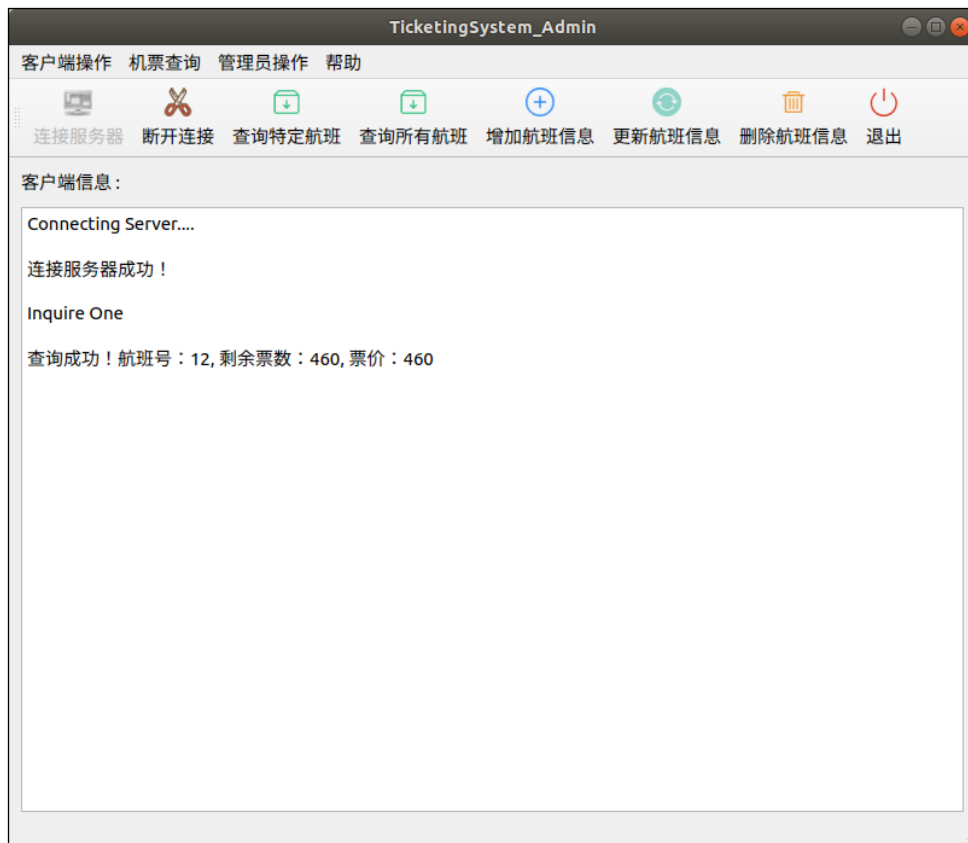 TicketingSystem_Admin
客户端操作 机票查询 管理员操作 帮助
连接服务器 断开连接 查询特定航班 查询所有航班 增加航班信息 更新航班信息 删除航班信息 退出
客户端信息：
Connecting Server....
连接服务器成功！
Inquire One
查询成功！航班号：12, 剩余票数：460, 票价：460